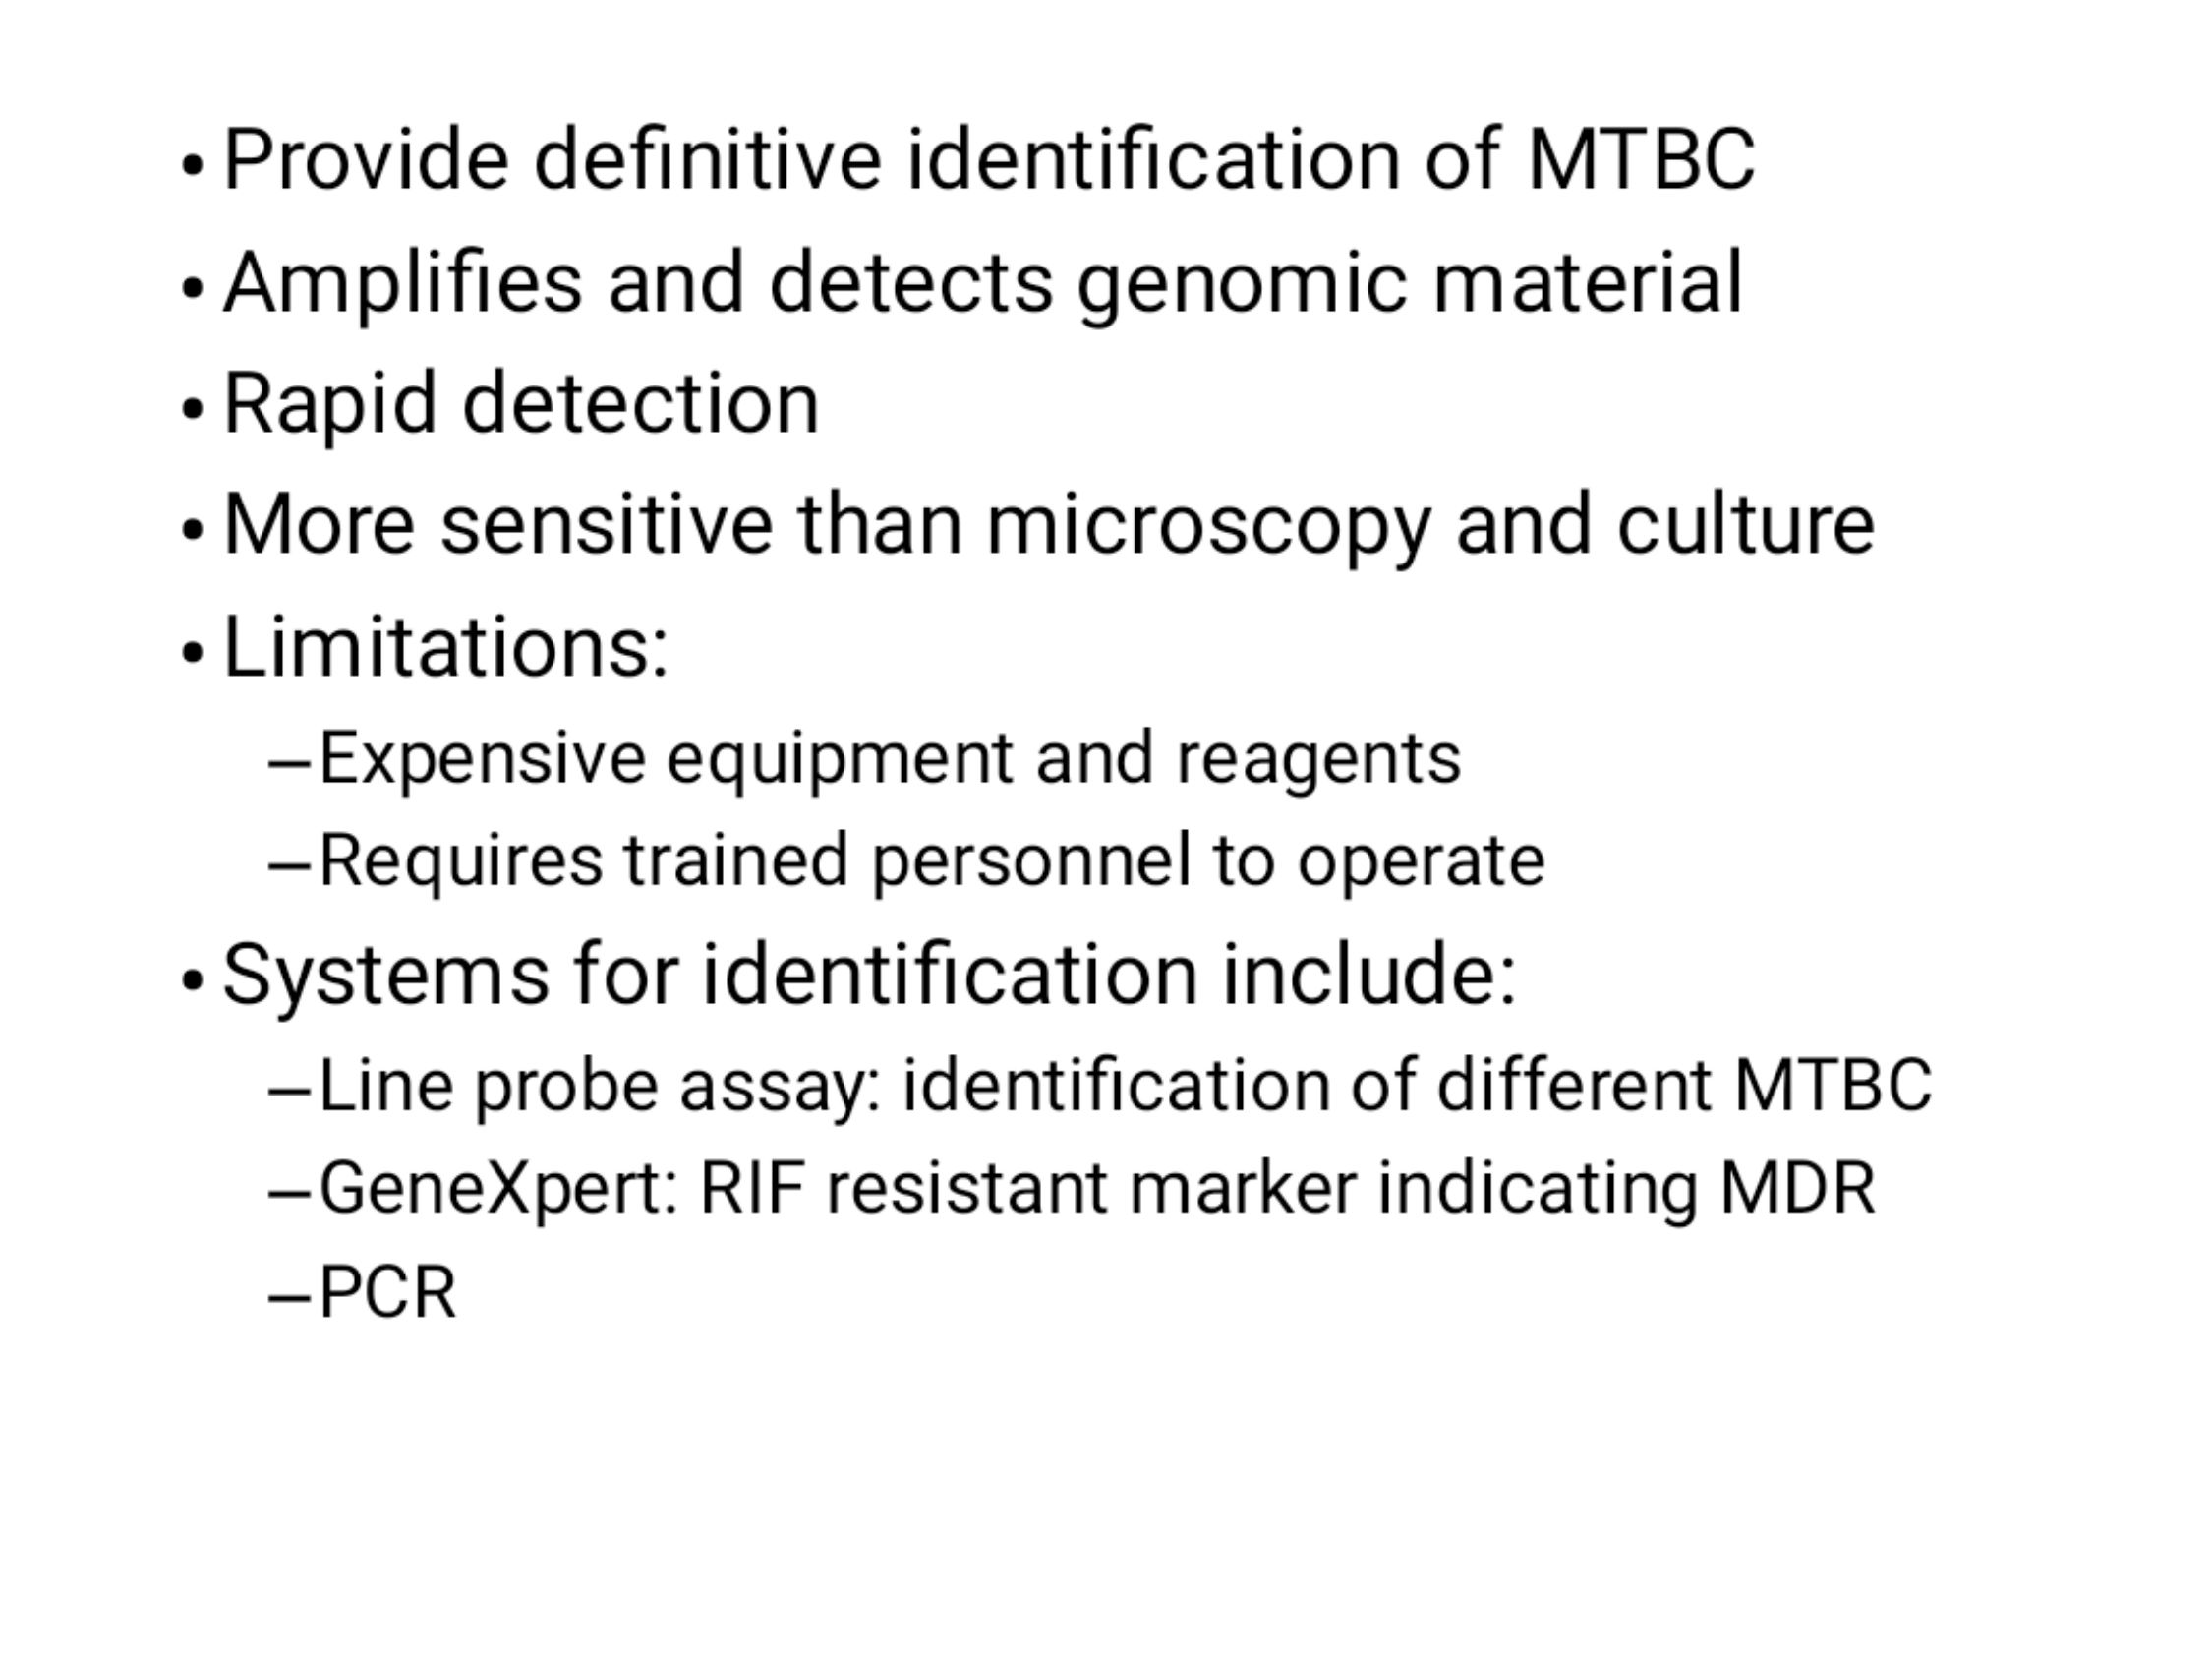 • Provide definitive identification of MTBC
• Amplifies and detects genomic material
• Rapid detection
• More sensitive than microscopy and culture
• Limitations:
–Expensive equipment and reagents
–Requires trained personnel to operate
• Systems for identification include:
–Line probe assay: identification of different MTBC
–GeneXpert: RIF resistant marker indicating MDR
–PCR